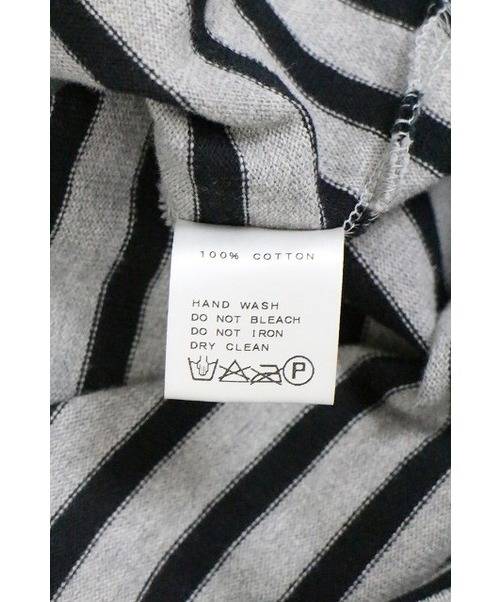 100% COTTON
HAND WASH
DO NOT BLEACH
DO NOT IRON
DRY CLEAN
P